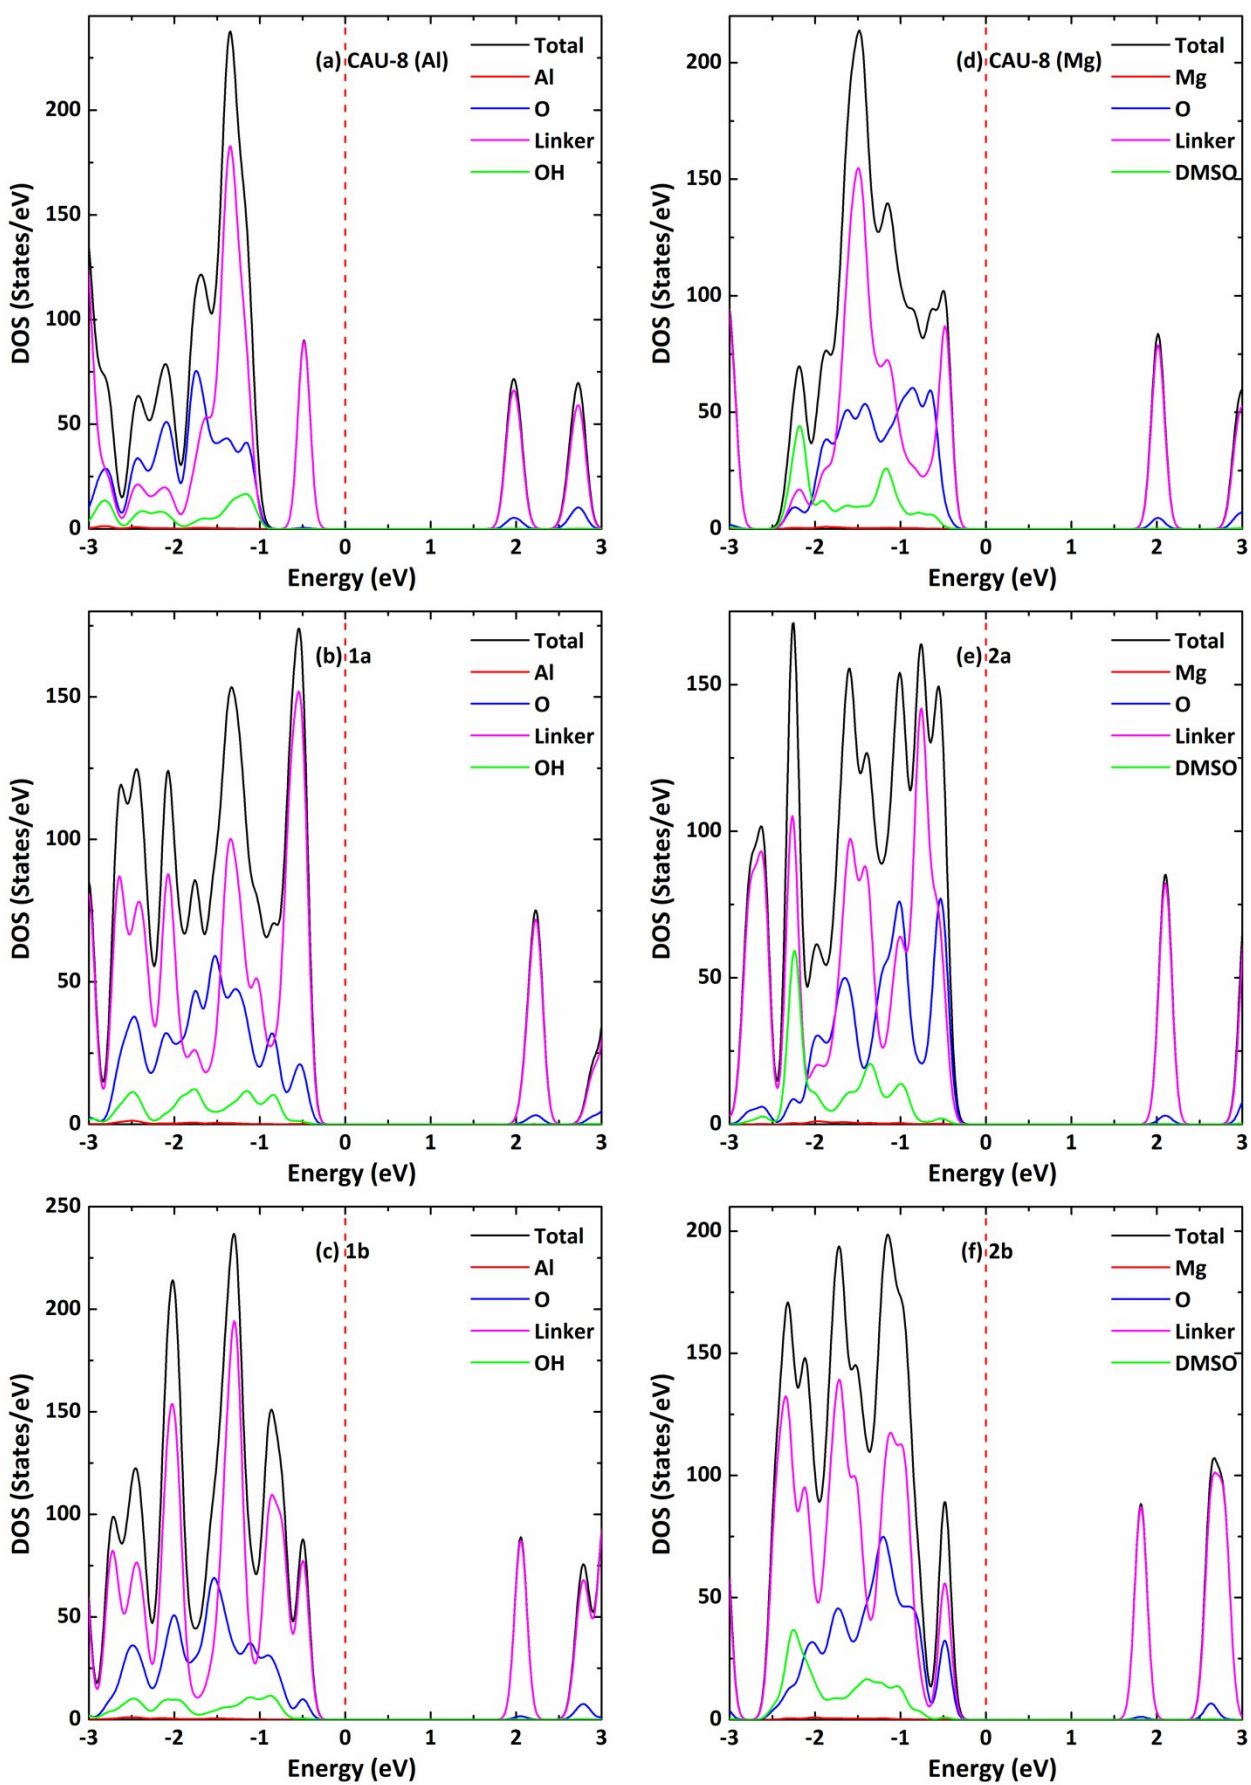 (a) CAU-8 (Al)
Total
Al
O
Linker
OH
DOS (States/eV)
200
150
100
50
0
-3 -2 -1 0 1 2 3
Energy (eV)
(d) CAU-8 (Mg)
Total
Mg
O
Linker
DMSO
DOS (States/eV)
200
150
100
50
0
-3 -2 -1 0 1 2 3
Energy (eV)
(b) 1a
Total
Al
O
Linker
OH
DOS (States/eV)
150
100
50
0
-3 -2 -1 0 1 2 3
Energy (eV)
(e) 2a
Total
Mg
O
Linker
DMSO
DOS (States/eV)
150
100
50
0
-3 -2 -1 0 1 2 3
Energy (eV)
(c) 1b
Total
Al
O
Linker
OH
DOS (States/eV)
250
200
150
100
50
0
-3 -2 -1 0 1 2 3
Energy (eV)
(f) 2b
Total
Mg
O
Linker
DMSO
DOS (States/eV)
200
150
100
50
0
-3 -2 -1 0 1 2 3
Energy (eV)